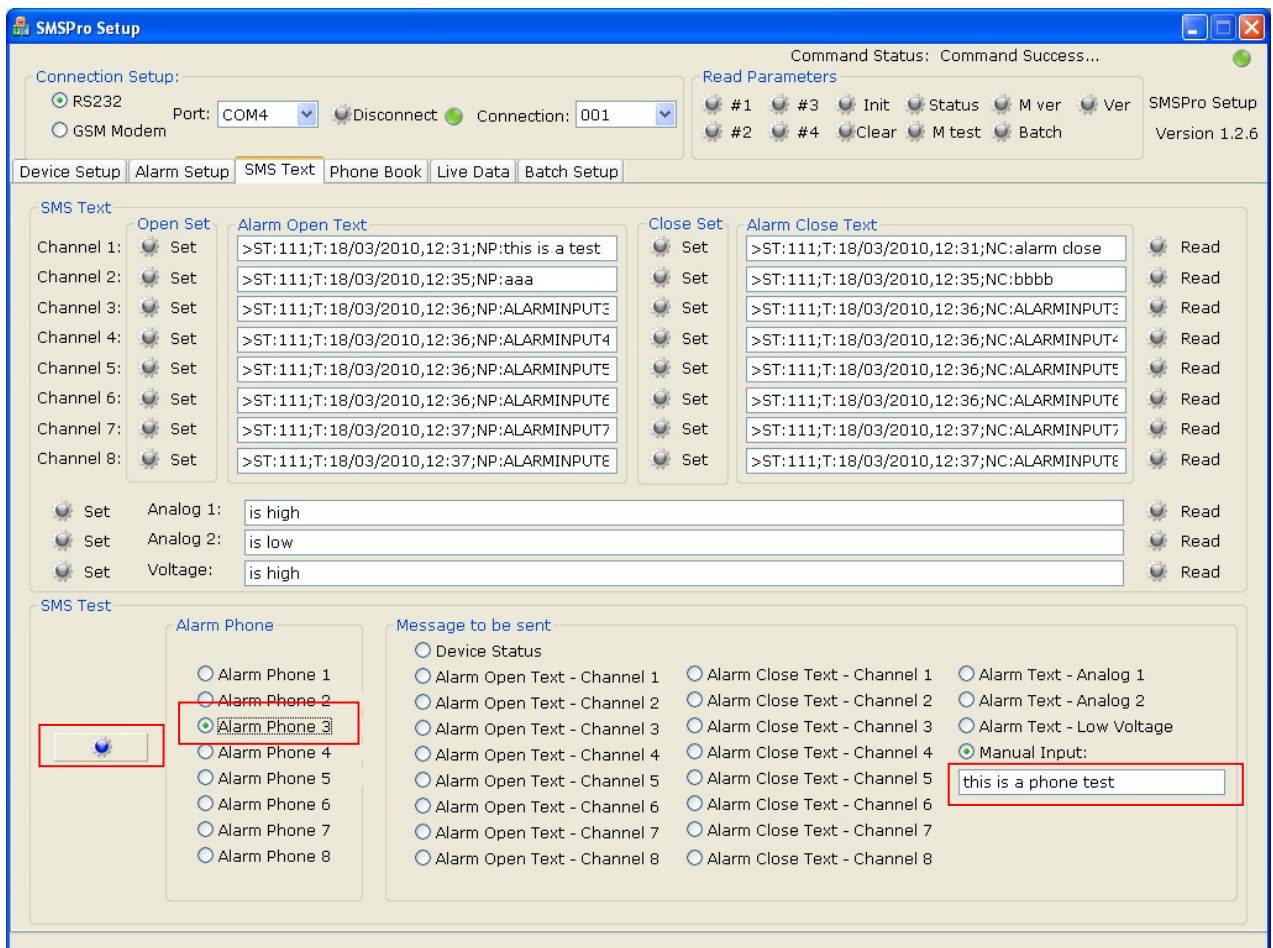 SMSPro Setup
Command Status: Command Success...
Connection Setup:
RS232
GSM Modem
Port: COM4
Disconnect
Connection: 001
Read Parameters
#1 #3 Init Status M ver Ver
#2 #4 Clear M test Batch
SMSPro Setup
Version 1.2.6
Device Setup Alarm Setup SMS Text Phone Book Live Data Batch Setup
SMS Text
Open Set Alarm Open Text Close Set Alarm Close Text
Channel 1: Set >ST:111;T:18/03/2010,12:31;NP:this is a test Set >ST:111;T:18/03/2010,12:31;NC:alarm close Read
Channel 2: Set >ST:111;T:18/03/2010,12:35;NP:aaa Set >ST:111;T:18/03/2010,12:35;NC:bbbb Read
Channel 3: Set >ST:111;T:18/03/2010,12:36;NP:ALARMINPUT3 Set >ST:111;T:18/03/2010,12:36;NC:ALARMINPUT3 Read
Channel 4: Set >ST:111;T:18/03/2010,12:36;NP:ALARMINPUT4 Set >ST:111;T:18/03/2010,12:36;NC:ALARMINPUT4 Read
Channel 5: Set >ST:111;T:18/03/2010,12:36;NP:ALARMINPUT5 Set >ST:111;T:18/03/2010,12:36;NC:ALARMINPUT5 Read
Channel 6: Set >ST:111;T:18/03/2010,12:36;NP:ALARMINPUT6 Set >ST:111;T:18/03/2010,12:36;NC:ALARMINPUT6 Read
Channel 7: Set >ST:111;T:18/03/2010,12:37;NP:ALARMINPUT7 Set >ST:111;T:18/03/2010,12:37;NC:ALARMINPUT7 Read
Channel 8: Set >ST:111;T:18/03/2010,12:37;NP:ALARMINPUT8 Set >ST:111;T:18/03/2010,12:37;NC:ALARMINPUT8 Read
Set Analog 1: is high Read
Set Analog 2: is low Read
Set Voltage: is high Read
SMS Test
Alarm Phone
Alarm Phone 1
Alarm Phone 2
Alarm Phone 3
Alarm Phone 4
Alarm Phone 5
Alarm Phone 6
Alarm Phone 7
Alarm Phone 8
Message to be sent
Device Status
Alarm Open Text - Channel 1
Alarm Open Text - Channel 2
Alarm Open Text - Channel 3
Alarm Open Text - Channel 4
Alarm Open Text - Channel 5
Alarm Open Text - Channel 6
Alarm Open Text - Channel 7
Alarm Open Text - Channel 8
Alarm Close Text - Channel 1
Alarm Close Text - Channel 2
Alarm Close Text - Channel 3
Alarm Close Text - Channel 4
Alarm Close Text - Channel 5
Alarm Close Text - Channel 6
Alarm Close Text - Channel 7
Alarm Close Text - Channel 8
Alarm Text - Analog 1
Alarm Text - Analog 2
Alarm Text - Low Voltage
Manual Input:
this is a phone test